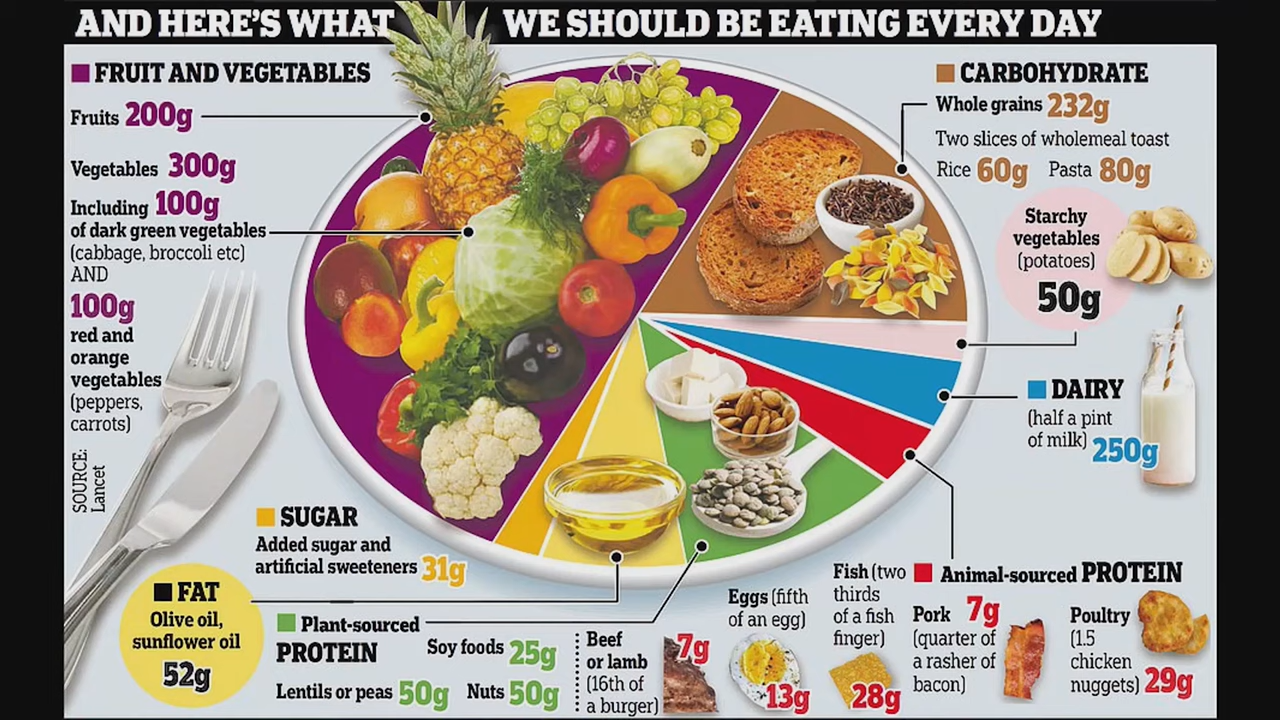 AND HERE'S WHAT WE SHOULD BE EATING EVERY DAY
FRUIT AND VEGETABLES
Fruits 200g
Vegetables 300g
Including 100g
of dark green vegetables
(cabbage, broccoli etc)
AND
100g
red and
orange
vegetables
(peppers,
carrots)
SOURCE:
Lancet
CARBOHYDRATE
Whole grains 232g
Two slices of wholemeal toast
Rice 60g Pasta 80g
Starchy
vegetables
(potatoes)
50g
DAIRY
(half a pint
of milk) 250g
SUGAR
Added sugar and
artificial sweeteners 31g
FAT
Olive oil,
sunflower oil
52g
Plant-sourced
PROTEIN
Soy foods 25g
Lentils or peas 50g Nuts 50g
Animal-sourced PROTEIN
Beef
or lamb
(16th of
a burger)
7g
Eggs (fifth
of an egg)
13g
Fish (two
thirds
of a fish
finger)
28g
Pork 7g
(quarter of
a rasher of
bacon)
Poultry
(1.5
chicken
nuggets) 29g